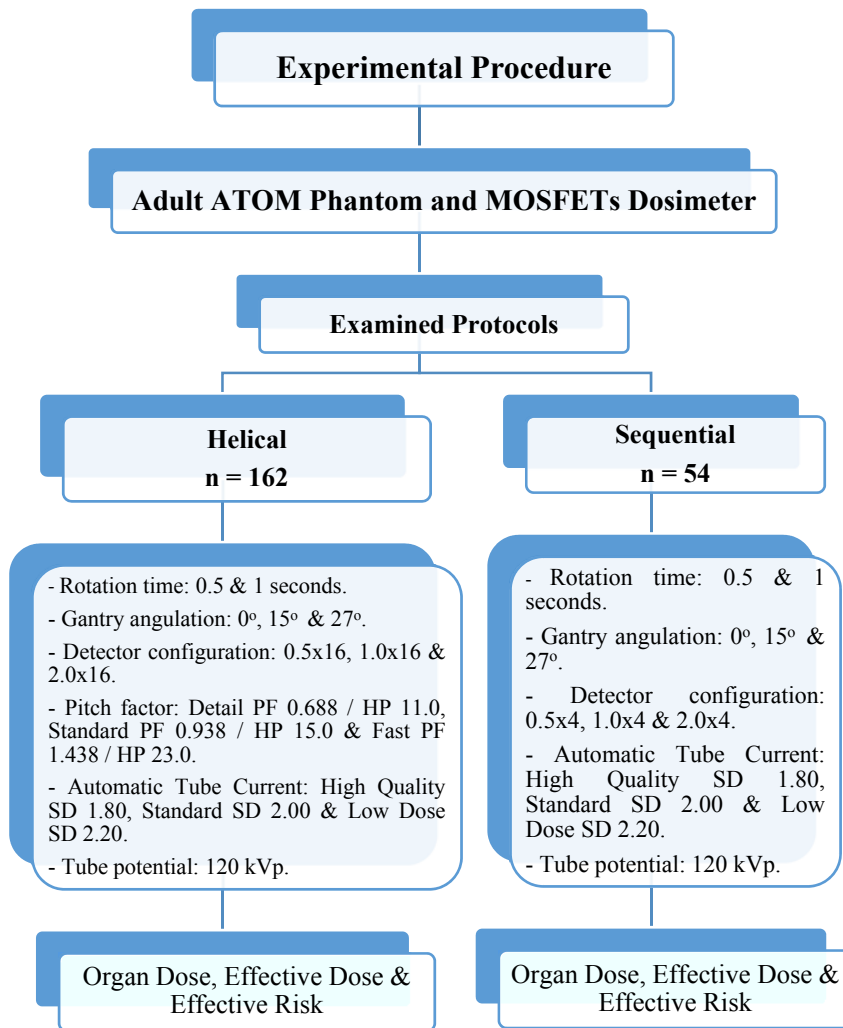 Experimental Procedure
Adult ATOM Phantom and MOSFETs Dosimeter
Examined Protocols
Helical
n = 162
- Rotation time: 0.5 & 1 seconds.
- Gantry angulation: 0º, 15º & 27º.
- Detector configuration: 0.5x16, 1.0x16 &
2.0x16.
- Pitch factor: Detail PF 0.688 / HP 11.0,
Standard PF 0.938 / HP 15.0 & Fast PF
1.438 / HP 23.0.
- Automatic Tube Current: High Quality
SD 1.80, Standard SD 2.00 & Low Dose
SD 2.20.
- Tube potential: 120 kVp.
Organ Dose, Effective Dose &
Effective Risk
Sequential
n = 54
- Rotation time: 0.5 & 1
seconds.
- Gantry angulation: 0º, 15º &
27º.
- Detector configuration:
0.5x4, 1.0x4 & 2.0x4.
- Automatic Tube Current:
High Quality SD 1.80,
Standard SD 2.00 & Low
Dose SD 2.20.
- Tube potential: 120 kVp.
Organ Dose, Effective Dose &
Effective Risk